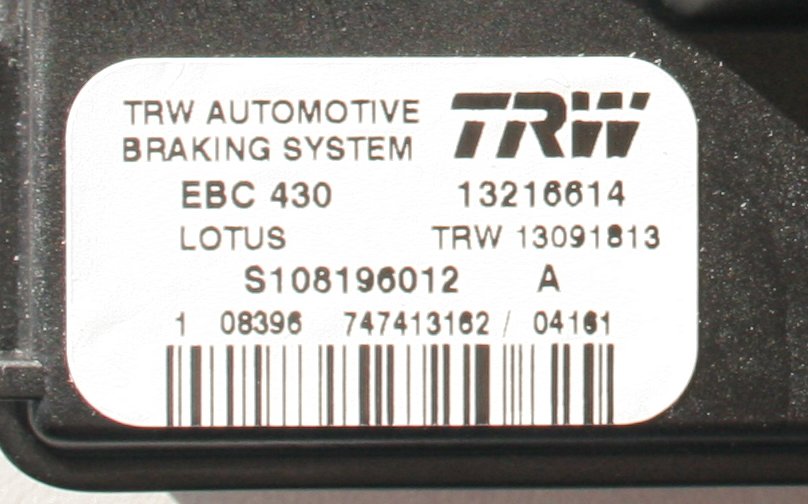 TRW AUTOMOTIVE
BRAKING SYSTEM
TRW
EBC 430 13216614
LOTUS TRW 13091813
S108196012 A
1 08396 747413162 / 04161